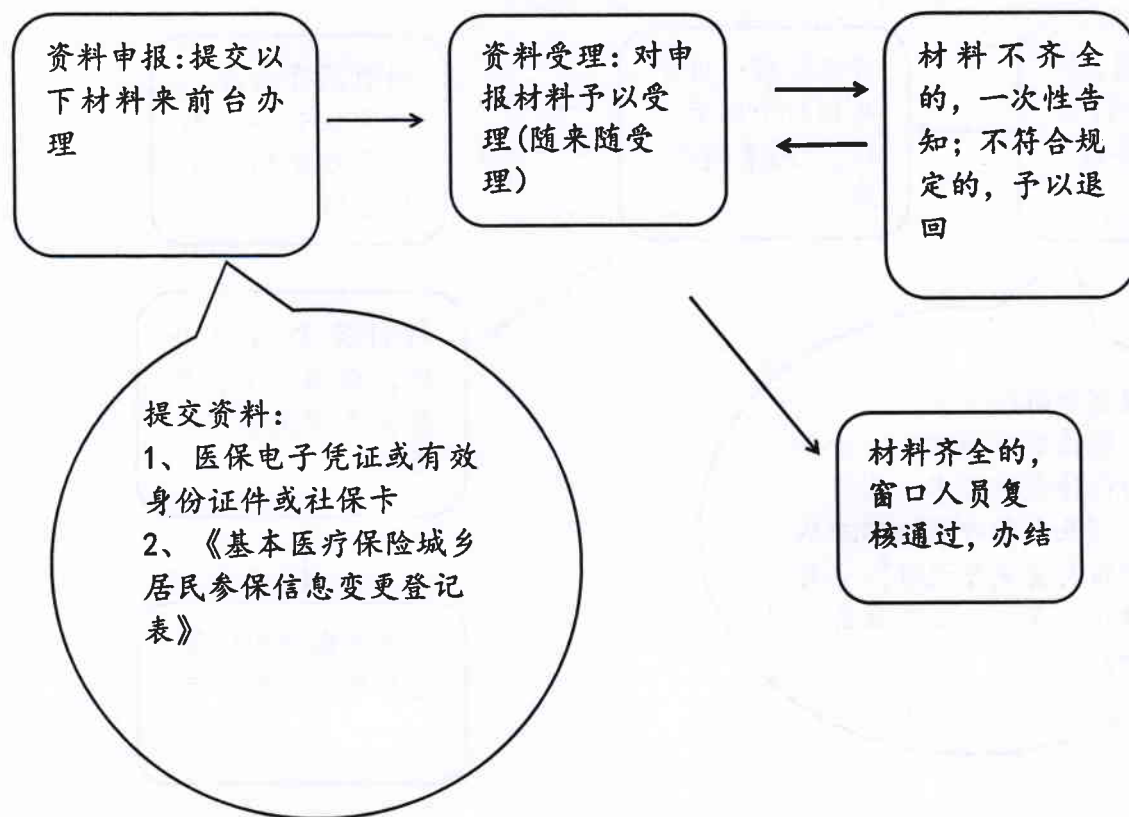 资料申报:提交以
下材料来前台办
理
资料受理：对申
报材料予以受
理(随来随受
理）
材料不齐全
的，一次性告
知；不符合规
定的，予以退
回
提交资料：
1、医保电子凭证或有效
身份证件或社保卡
2、《基本医疗保险城乡
居民参保信息变更登记
表》
材料齐全的，
窗口人员复
核通过，办结